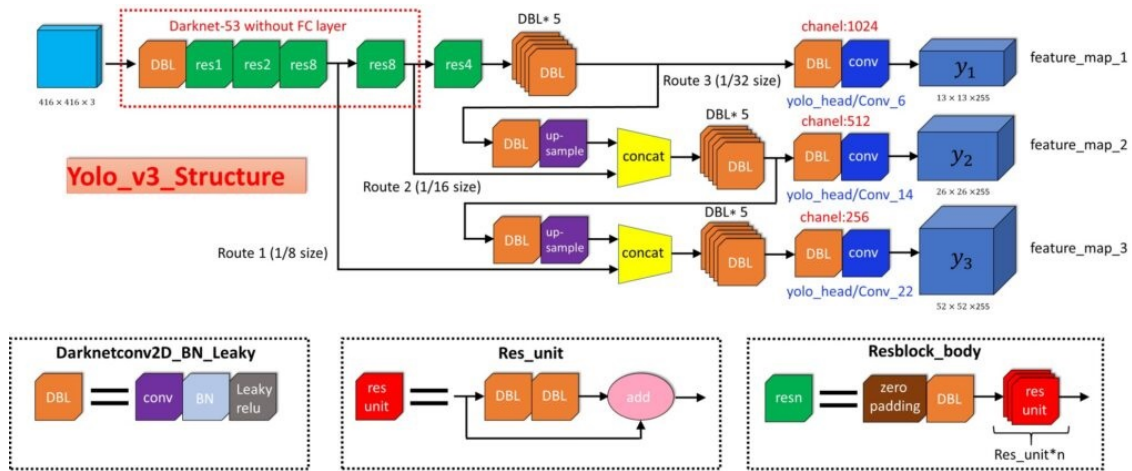 Darknet-53 without FC layer
DBL
res1
res2
res8
res8
res4
DBL* 5
DBL
chanel:1024
DBL
conv
y₁
feature_map_1
416 × 416 × 3
Route 3 (1/32 size)
yolo_head/Conv_6
13 × 13 ×255
DBL
up-
sample
concat
DBL* 5
DBL
chanel:512
DBL
conv
y₂
feature_map_2
Yolo_v3_Structure
Route 2 (1/16 size)
yolo_head/Conv_14
26 × 26 ×255
DBL
up-
sample
concat
DBL* 5
DBL
chanel:256
DBL
conv
y₃
feature_map_3
Route 1 (1/8 size)
yolo_head/Conv_22
52 × 52 ×255
Darknetconv2D_BN_Leaky
DBL
conv
BN
Leaky
relu
Res_unit
res
unit
DBL
DBL
add
Resblock_body
resn
zero
padding
DBL
res
unit
Res_unit*n